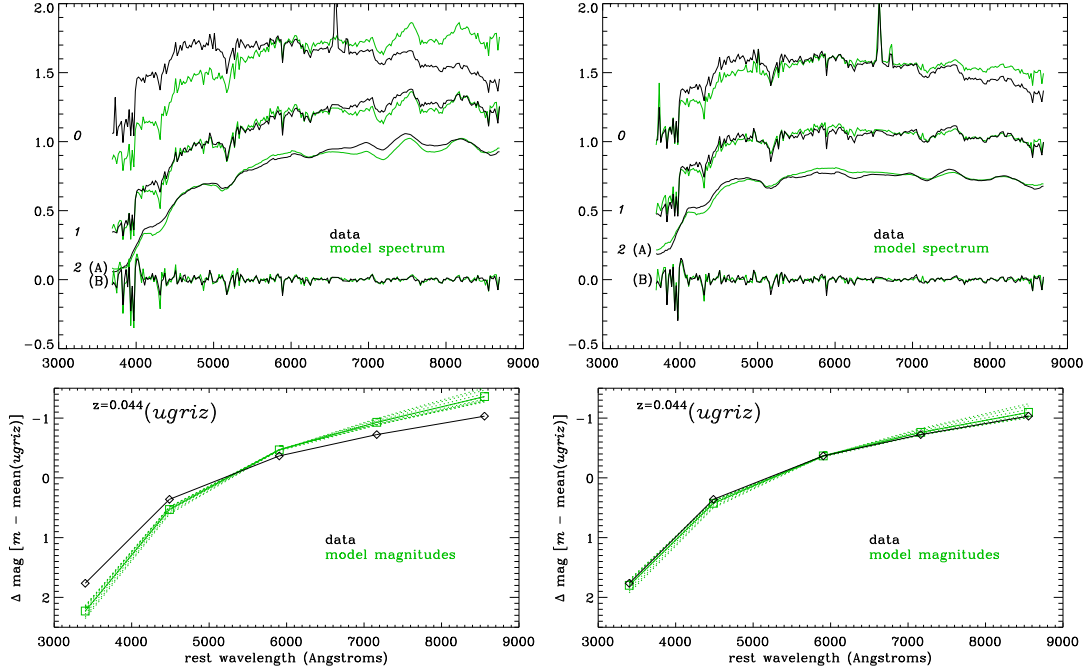 2.0
1.5
1.0
0.5
0.0
−0.5
0
1
2 (A)
(B)
data
model spectrum
3000 4000 5000 6000 7000 8000 9000
2.0
1.5
1.0
0.5
0.0
−0.5
0
1
2 (A)
(B)
data
model spectrum
3000 4000 5000 6000 7000 8000 9000
z=0.044(ugriz)
Δ mag [m − mean(ugriz)]
-1
0
1
2
data
model magnitudes
3000 4000 5000 6000 7000 8000 9000
rest wavelength (Angstroms)
z=0.044(ugriz)
Δ mag [m − mean(ugriz)]
-1
0
1
2
data
model magnitudes
3000 4000 5000 6000 7000 8000 9000
rest wavelength (Angstroms)